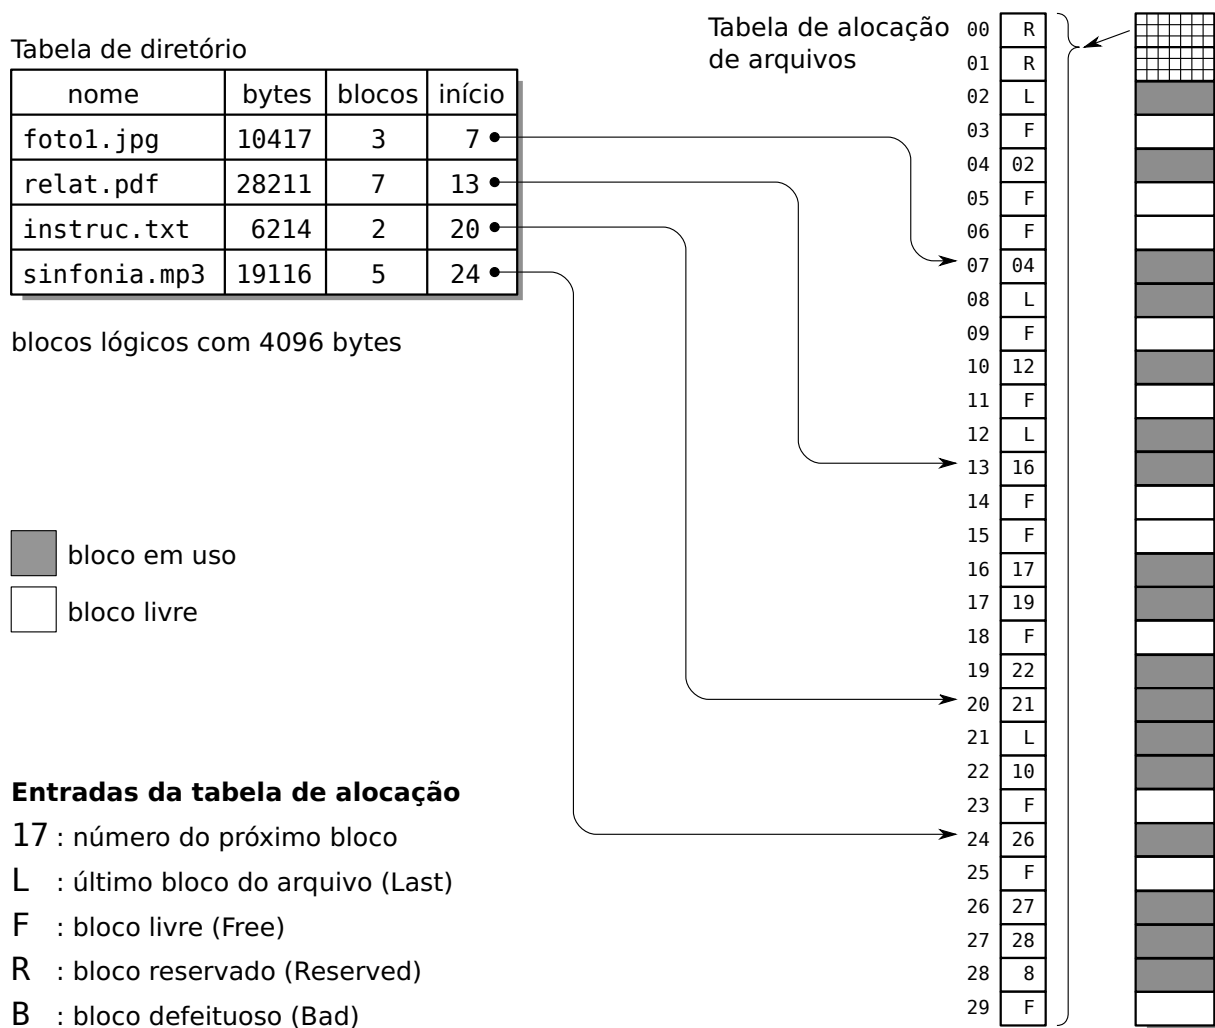 Tabela de diretório
nome bytes blocos início
foto1.jpg 10417 3 7
relat.pdf 28211 7 13
instruc.txt 6214 2 20
sinfonia.mp3 19116 5 24
blocos lógicos com 4096 bytes
bloco em uso
bloco livre
Entradas da tabela de alocação
17 : número do próximo bloco
L : último bloco do arquivo (Last)
F : bloco livre (Free)
R : bloco reservado (Reserved)
B : bloco defeituoso (Bad)
Tabela de alocação
de arquivos
00 R
01 R
02 L
03 F
04 02
05 F
06 F
07 04
08 L
09 F
10 12
11 F
12 L
13 16
14 F
15 F
16 17
17 19
18 F
19 22
20 21
21 L
22 10
23 F
24 26
25 F
26 27
27 28
28 8
29 F